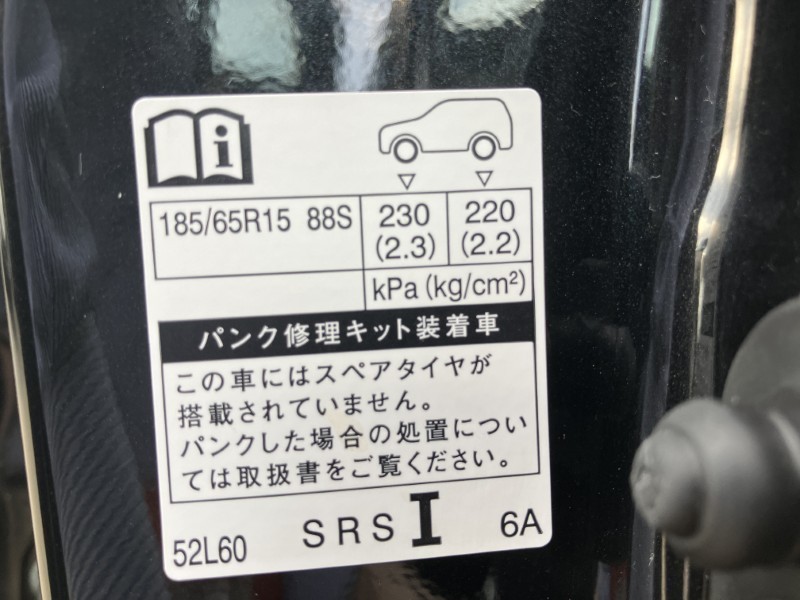 185/65R15 88S 230 220
(2.3) (2.2)
kPa (kg/cm²)
パンク修理キット装着車
この車にはスペアタイヤが
搭載されていません。
パンクした場合の処置につい
ては取扱書をご覧ください。
52L60 SRS I 6A